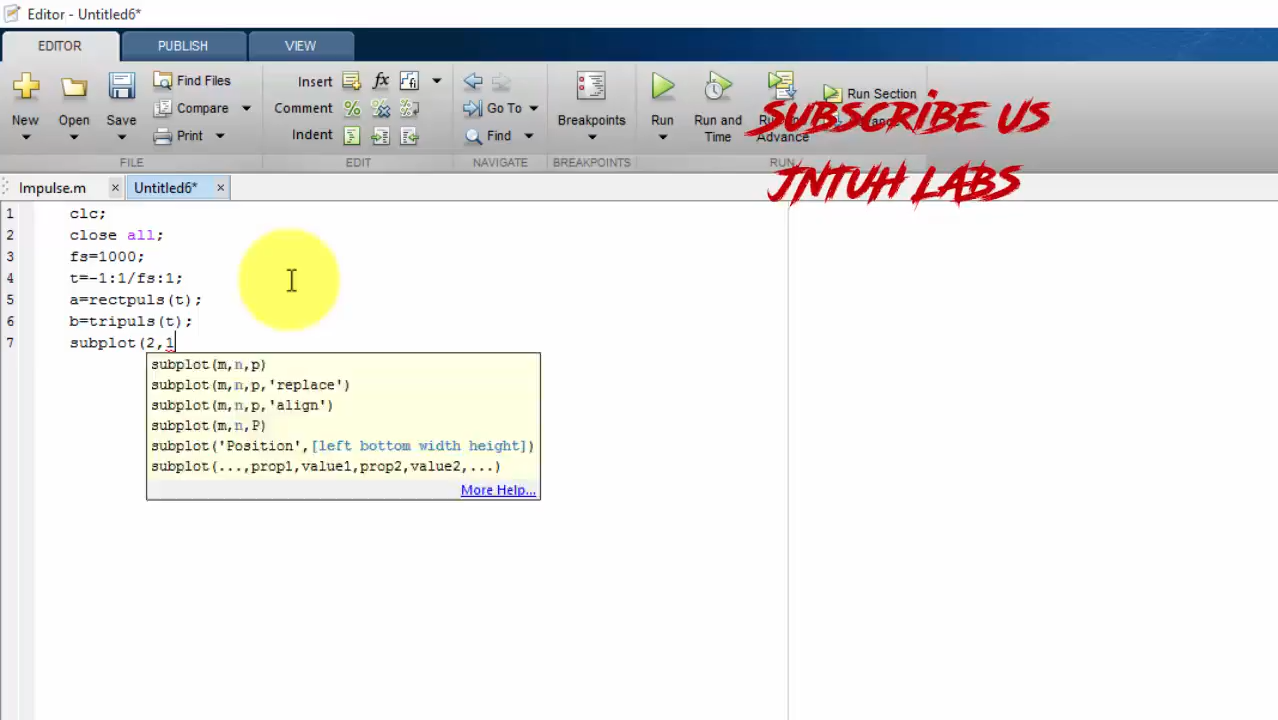 Editor - Untitled6*
EDITOR PUBLISH VIEW
New Open Save Find Files Compare Print
FILE
Insert fx
Comment
Indent
EDIT
Go To
Find
NAVIGATE
Breakpoints
BREAKPOINTS
Run Run and Time Advance Run Section
RUN
SUBSCRIBE US
JNTUH LABS
Impulse.m × Untitled6* ×
1 clc;
2 close all;
3 fs=1000;
4 t=-1:1/fs:1;
5 a=rectpuls(t);
6 b=tripuls(t);
7 subplot(2,1
subplot(m,n,p)
subplot(m,n,p,'replace')
subplot(m,n,p,'align')
subplot(m,n,P)
subplot('Position',[left bottom width height])
subplot(...,prop1,value1,prop2,value2,...)
More Help...